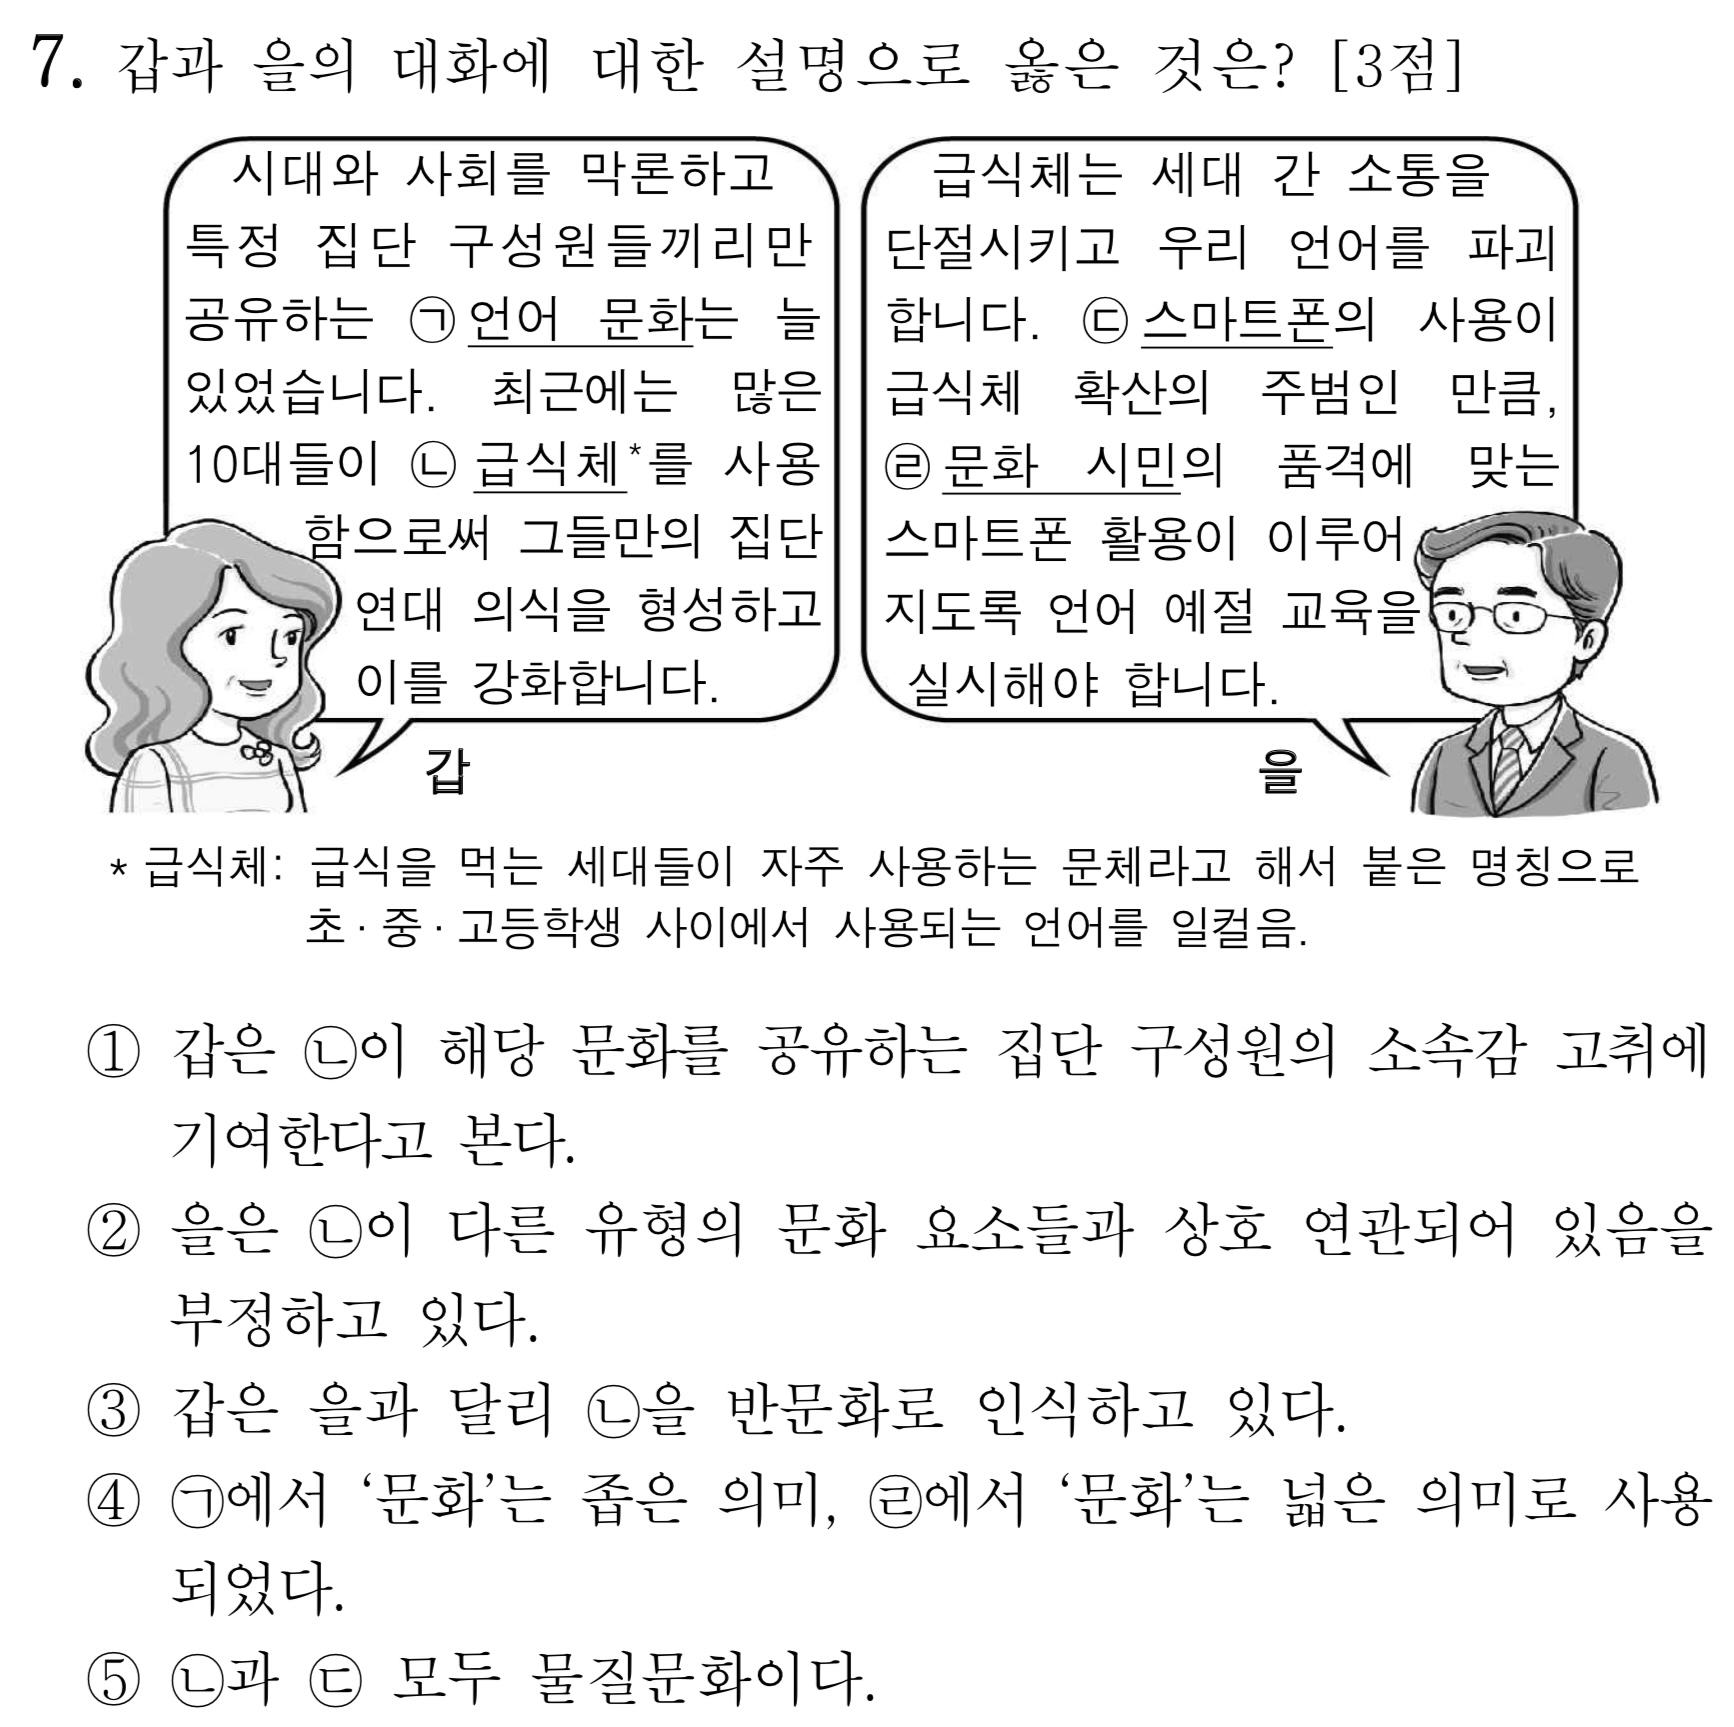 7. 갑과 을의 대화에 대한 설명으로 옳은 것은? [3점]
시대와 사회를 막론하고
특정 집단 구성원들끼리만
공유하는 ㉠ 언어 문화는 늘
있었습니다. 최근에는 많은
10대들이 ㉡ 급식체*를 사용
함으로써 그들만의 집단
연대 의식을 형성하고
이를 강화합니다.
갑
급식체는 세대 간 소통을
단절시키고 우리 언어를 파괴
합니다. ㉢ 스마트폰의 사용이
급식체 확산의 주범인 만큼,
㉣ 문화 시민의 품격에 맞는
스마트폰 활용이 이루어
지도록 언어 예절 교육을
실시해야 합니다.
을
* 급식체: 급식을 먹는 세대들이 자주 사용하는 문체라고 해서 붙은 명칭으로
초·중·고등학생 사이에서 사용되는 언어를 일컬음.
① 갑은 ㉡이 해당 문화를 공유하는 집단 구성원의 소속감 고취에
기여한다고 본다.
② 을은 ㉡이 다른 유형의 문화 요소들과 상호 연관되어 있음을
부정하고 있다.
③ 갑은 을과 달리 ㉡을 반문화로 인식하고 있다.
④ ㉠에서 ‘문화’는 좁은 의미, ㉣에서 ‘문화’는 넓은 의미로 사용
되었다.
⑤ ㉡과 ㉢ 모두 물질문화이다.